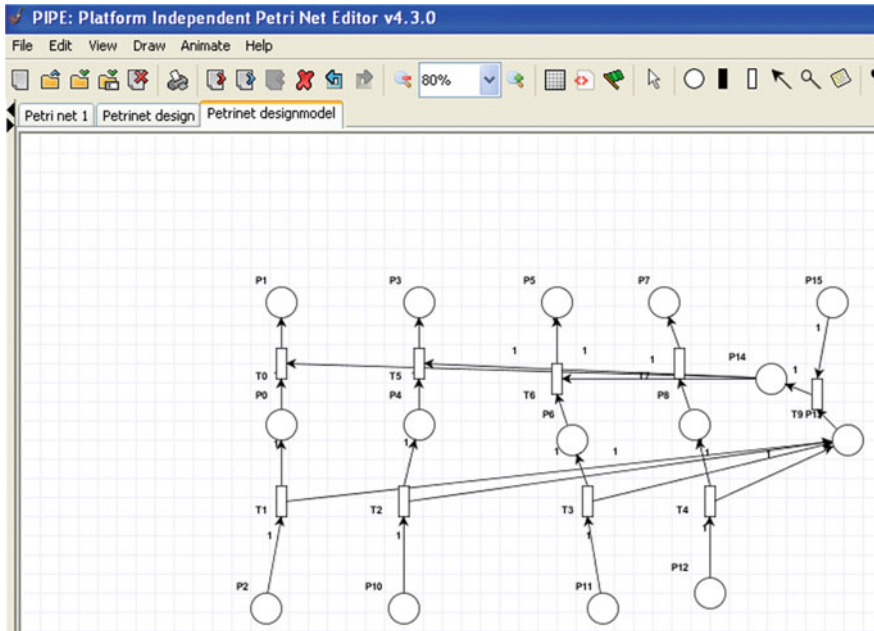 PIPE: Platform Independent Petri Net Editor v4.3.0
File Edit View Draw Animate Help
80%
Petri net 1 Petrinet design Petrinet designmodel
P1 P3 P5 P7 P15
1
1 1 1 P14 1
T0 T5 T6 T7
P0 P4 P6 P8 T9 P13
1 1 1 1 1 1
T1 T2 T3 T4
1 1 1 1
P2 P10 P11 P12